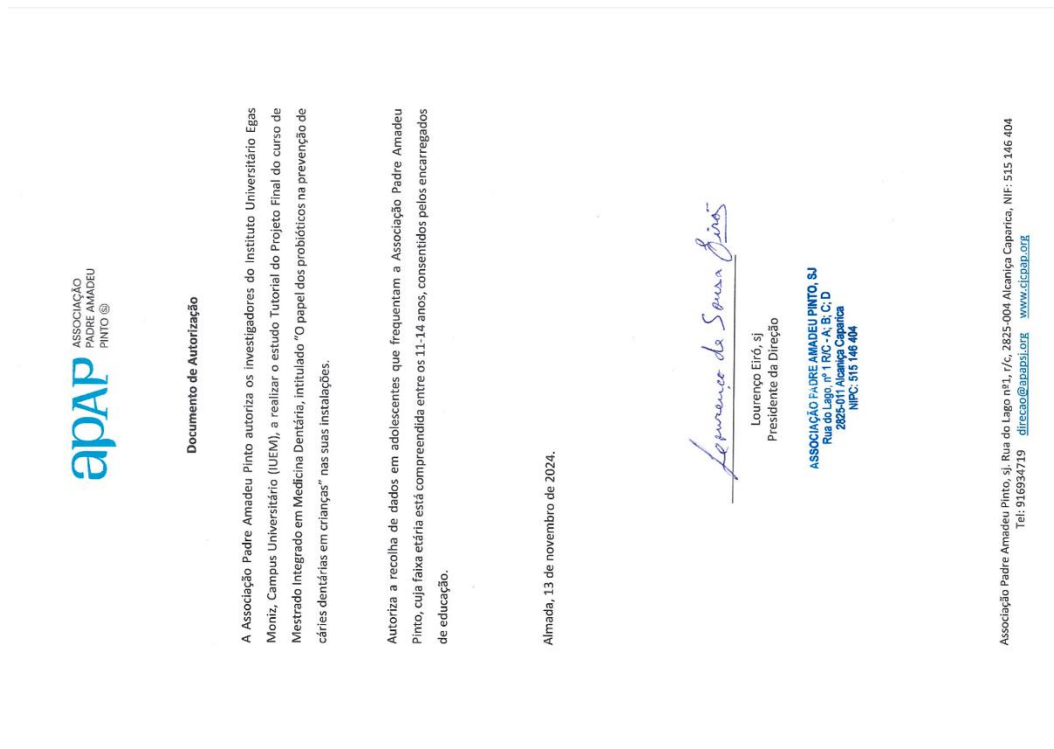 apAP
ASSOCIAÇÃO
PADRE AMADEU
PINTO
Documento de Autorização
A Associação Padre Amadeu Pinto autoriza os investigadores do Instituto Universitário Egas
Moniz, Campus Universitário (IUEM), a realizar o estudo Tutorial do Projeto Final do curso de
Mestrado Integrado em Medicina Dentária, intitulado "O papel dos probióticos na prevenção de
cáries dentárias em crianças" nas suas instalações.
Autoriza a recolha de dados em adolescentes que frequentam a Associação Padre Amadeu
Pinto, cuja faixa etária está compreendida entre os 11-14 anos, consentidos pelos encarregados
de educação.
Almada, 13 de novembro de 2024.
Lourenço de Sousa Eiró
Lourenço Eiró, sj
Presidente da Direção
ASSOCIAÇÃO PADRE AMADEU PINTO, SJ
Rua do Lago, nº 1 R/C - A; B; C; D
2825-011 Alcaniça Caparica
NIPC: 515 146 404
Associação Padre Amadeu Pinto, sj. Rua do Lago nº1, r/c, 2825-004 Alcaniça Caparica, NIF: 515 146 404
Tel: 916934719 direcao@apapsj.org www.cjcpap.org